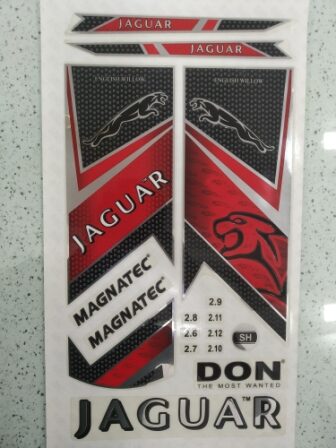 JAGUAR
JAGUAR
ENGLISH WILLOW
ENGLISH WILLOW
JAGUAR
MAGNATEC®
MAGNATEC®
2.9
2.8 2.11
2.6 2.12
2.7 2.10
SH
DON®
THE MOST WANTED
JAGUAR™